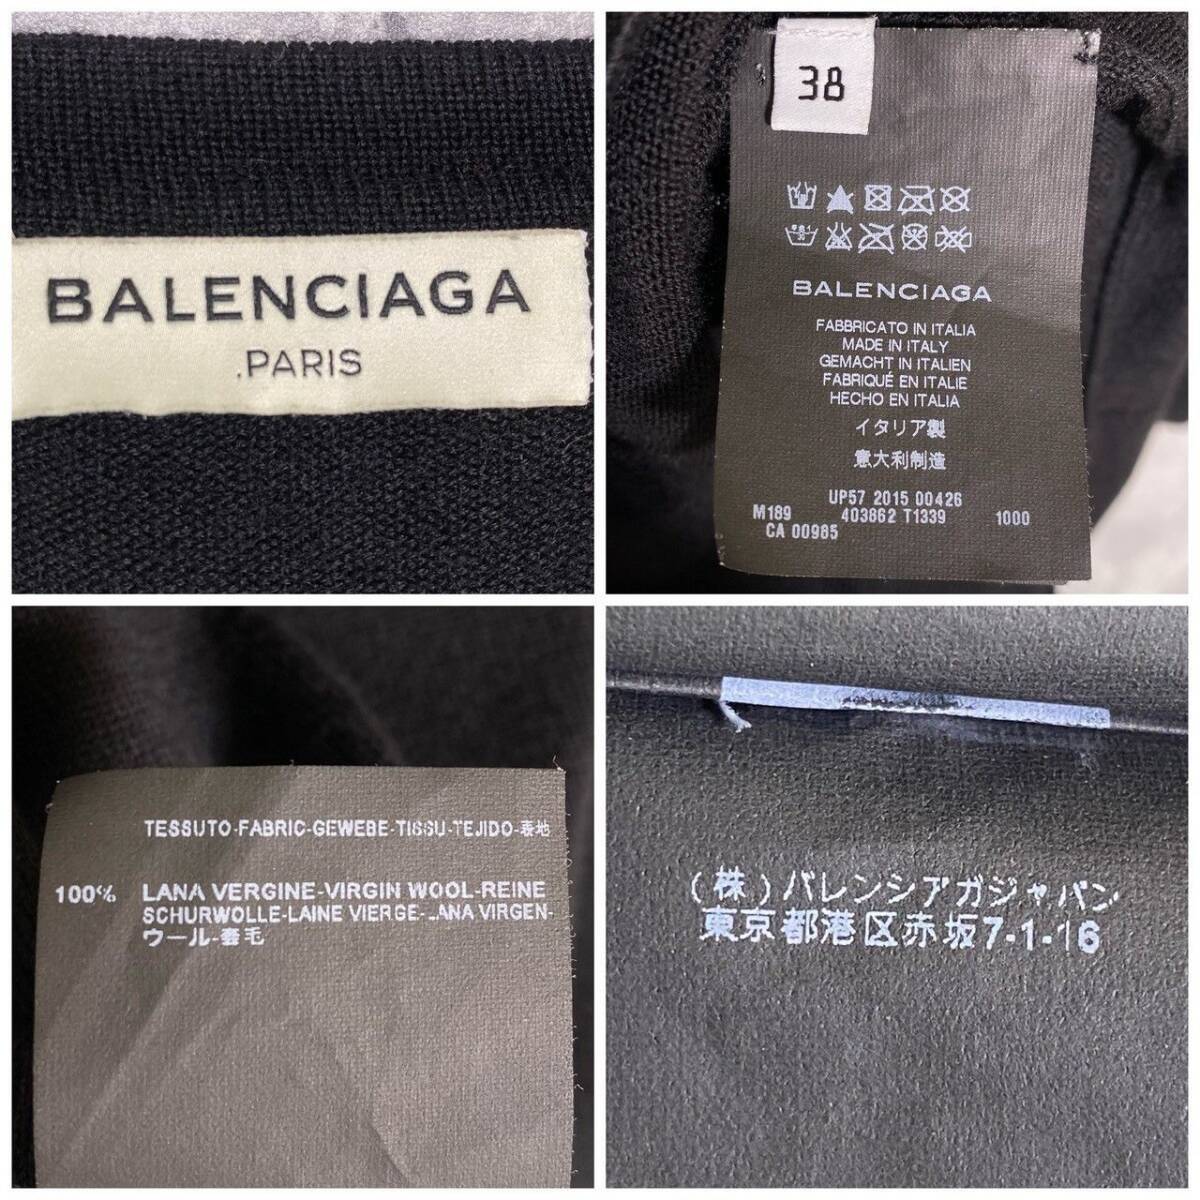 BALENCIAGA
.PARIS
38
BALENCIAGA
FABBRICATO IN ITALIA
MADE IN ITALY
GEMACHT IN ITALIEN
FABRIQUÉ EN ITALIE
HECHO EN ITALIA
イタリア製
意大利制造
UP57 2015 00426
M189 403862 T1339 1000
CA 00985
TESSUTO-FABRIC-GEWEBE-TISSU-TEJIDO-表地
100% LANA VERGINE-VIRGIN WOOL-REINE
SCHURWOLLE-LAINE VIERGE-LANA VIRGEN-
ウール-套毛
(株)バレンシアガジャパン
東京都港区赤坂7-1-16